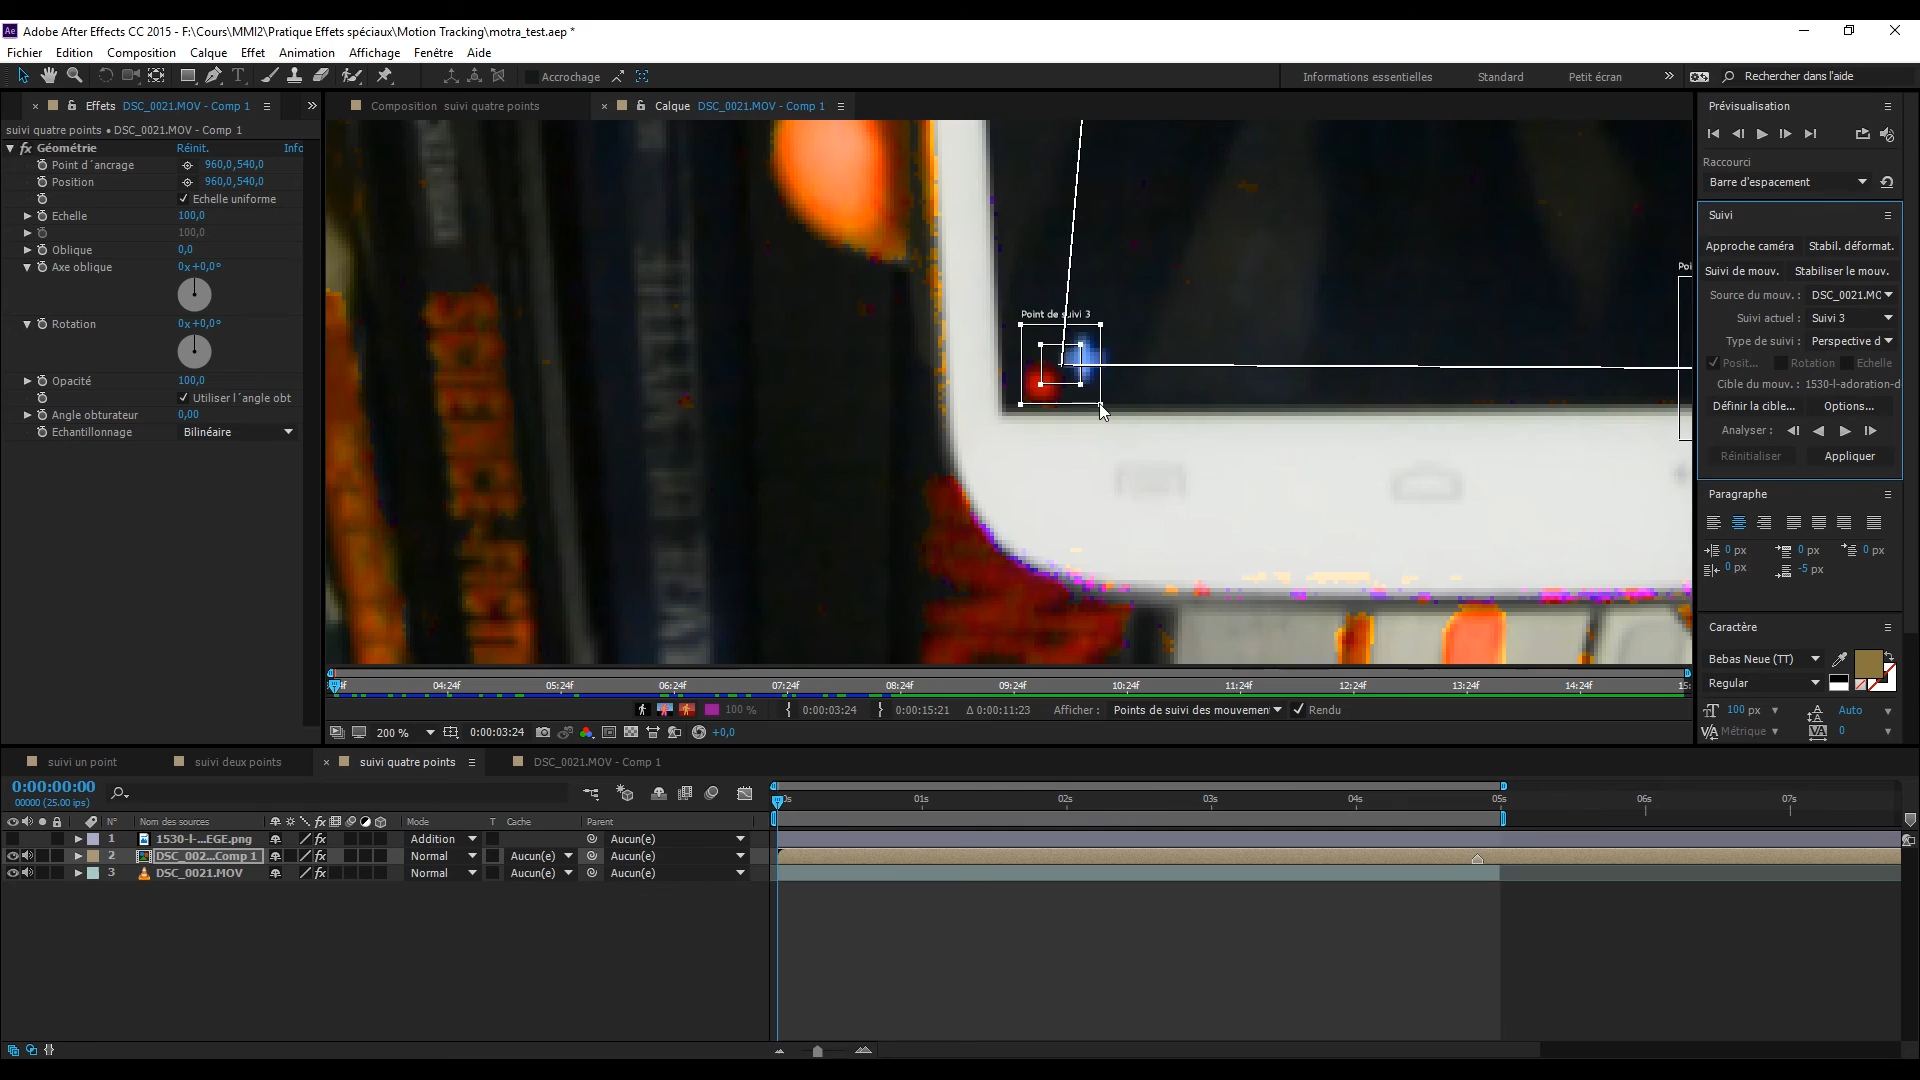 Adobe After Effects CC 2015 - F:\Cours\MMI2\Pratique Effets spéciaux\Motion Tracking\motra_test.aep *
Fichier Edition Composition Calque Effet Animation Affichage Fenêtre Aide
Accrochage
Informations essentielles Standard Petit écran Rechercher dans l'aide
Effets DSC_0021.MOV - Comp 1
Composition suivi quatre points
Calque DSC_0021.MOV - Comp 1
suivi quatre points • DSC_0021.MOV - Comp 1
fx Géométrie Réinit. Info
Point d´ancrage 960,0,540,0
Position 960,0,540,0
Echelle uniforme
Echelle 100,0
100,0
Oblique 0,0
Axe oblique 0x+0,0°
Rotation 0x+0,0°
Opacité 100,0
Utiliser l´angle obt
Angle obturateur 0,00
Echantillonnage Bilinéaire
Point de suivi 3
Poi
04:24f 05:24f 06:24f 07:24f 08:24f 09:24f 10:24f 11:24f 12:24f 13:24f 14:24f 15:
100 % 0:00:03:24 0:00:15:21 Δ 0:00:11:23 Afficher : Points de suivi des mouvemen Rendu
200 % 0:00:03:24 +0,0
Prévisualisation
Raccourci
Barre d'espacement
Suivi
Approche caméra Stabil. déformat.
Suivi de mouv. Stabiliser le mouv.
Source du mouv. : DSC_0021.MC
Suivi actuel : Suivi 3
Type de suivi : Perspective d
Posit... Rotation Echelle
Cible du mouv. : 1530-l-adoration-d
Définir la cible... Options...
Analyser :
Réinitialiser Appliquer
Paragraphe
0 px 0 px 0 px
0 px -5 px
Caractère
Bebas Neue (TT)
Regular
100 px Auto
Métrique 0
suivi un point suivi deux points suivi quatre points DSC_0021.MOV - Comp 1
0:00:00:00
00000 (25.00 ips)
01s 02s 03s 04s 05s 06s 07s
N° Nom des sources Mode T Cache Parent
1 1530-l-...EGE.png Addition Aucun(e)
2 DSC_002...Comp 1 Normal Aucun(e) Aucun(e)
3 DSC_0021.MOV Normal Aucun(e) Aucun(e)